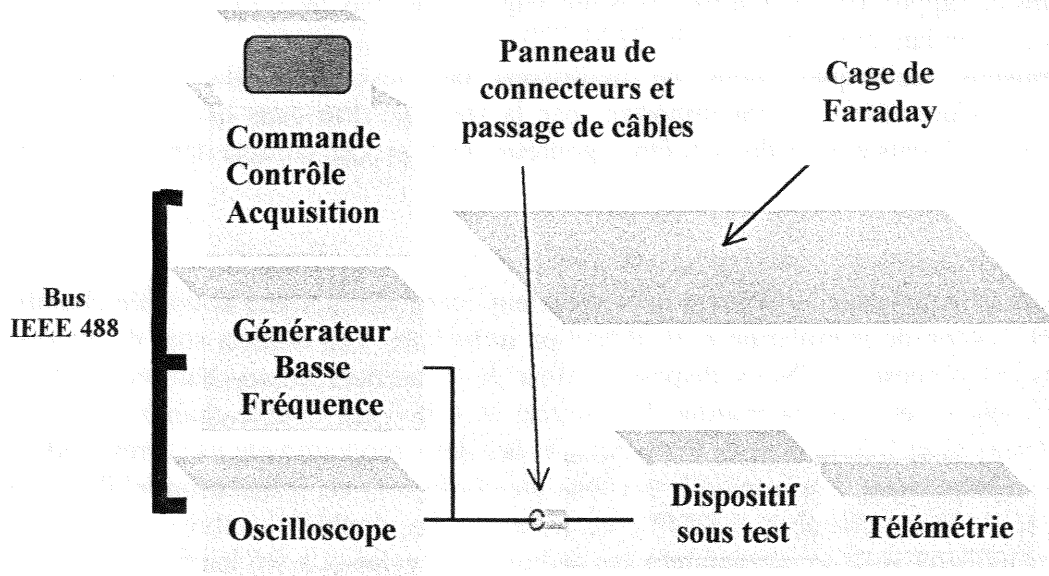 Panneau de
connecteurs et
passage de câbles
Cage de
Faraday
Commande
Contrôle
Acquisition
Bus
IEEE 488
Générateur
Basse
Fréquence
Oscilloscope
Dispositif
sous test
Télémétrie